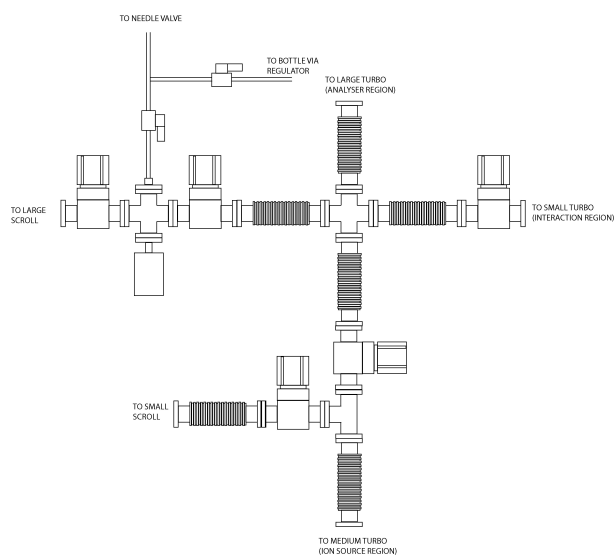 TO NEEDLE VALVE
TO BOTTLE VIA
REGULATOR
TO LARGE TURBO
(ANALYSER REGION)
TO LARGE
SCROLL
TO SMALL TURBO
(INTERACTION REGION)
TO SMALL
SCROLL
TO MEDIUM TURBO
(ION SOURCE REGION)